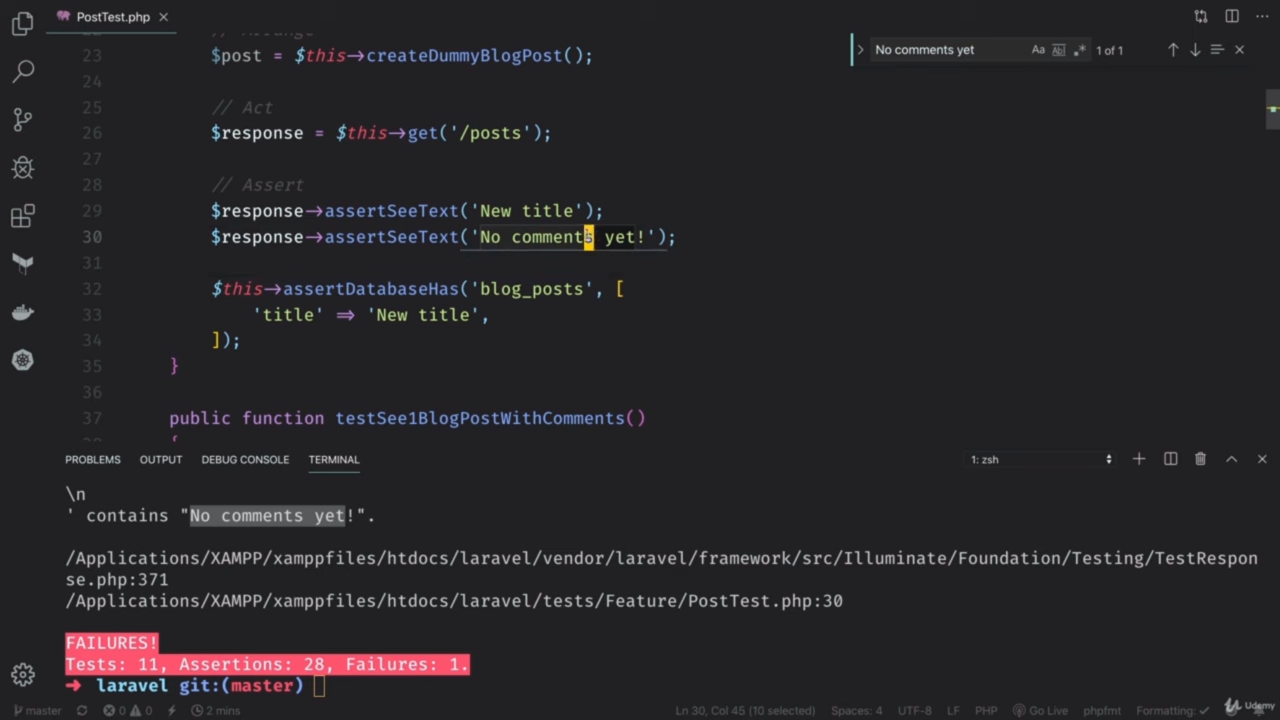 PostTest.php
No comments yet
Aa
1 of 1
23 $post = $this→createDummyBlogPost();
24
25 // Act
26 $response = $this→get('/posts');
27
28 // Assert
29 $response→assertSeeText('New title');
30 $response→assertSeeText('No comments yet!');
31
32 $this→assertDatabaseHas('blog_posts', [
33 'title' ⇒ 'New title',
34 ]);
35 }
36
37 public function testSee1BlogPostWithComments()
PROBLEMS OUTPUT DEBUG CONSOLE TERMINAL 1: zsh
\n
' contains "No comments yet!".
/Applications/XAMPP/xamppfiles/htdocs/laravel/vendor/laravel/framework/src/Illuminate/Foundation/Testing/TestRespon
se.php:371
/Applications/XAMPP/xamppfiles/htdocs/laravel/tests/Feature/PostTest.php:30
FAILURES!
Tests: 11, Assertions: 28, Failures: 1.
→ laravel git:(master)
master 0 0 2 mins Ln 30, Col 45 (10 selected) Spaces: 4 UTF-8 LF PHP Go Live phpfmt Formatting: ✓
Udemy